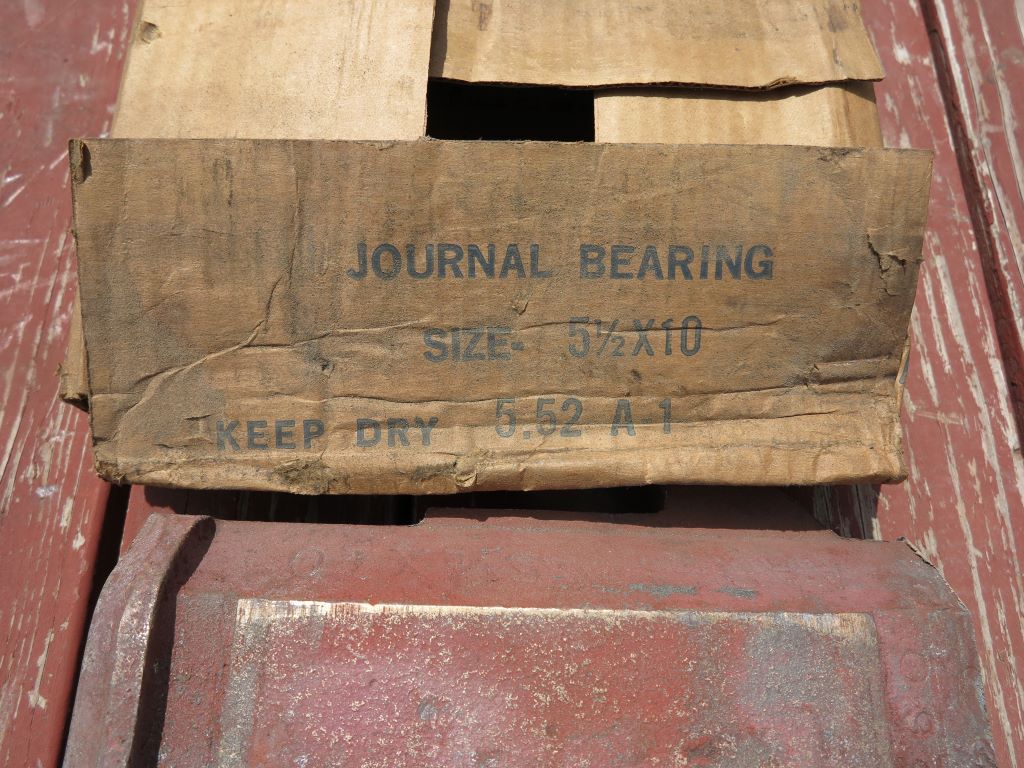 JOURNAL BEARING
SIZE- 5½X10
KEEP DRY 5.52 A-1